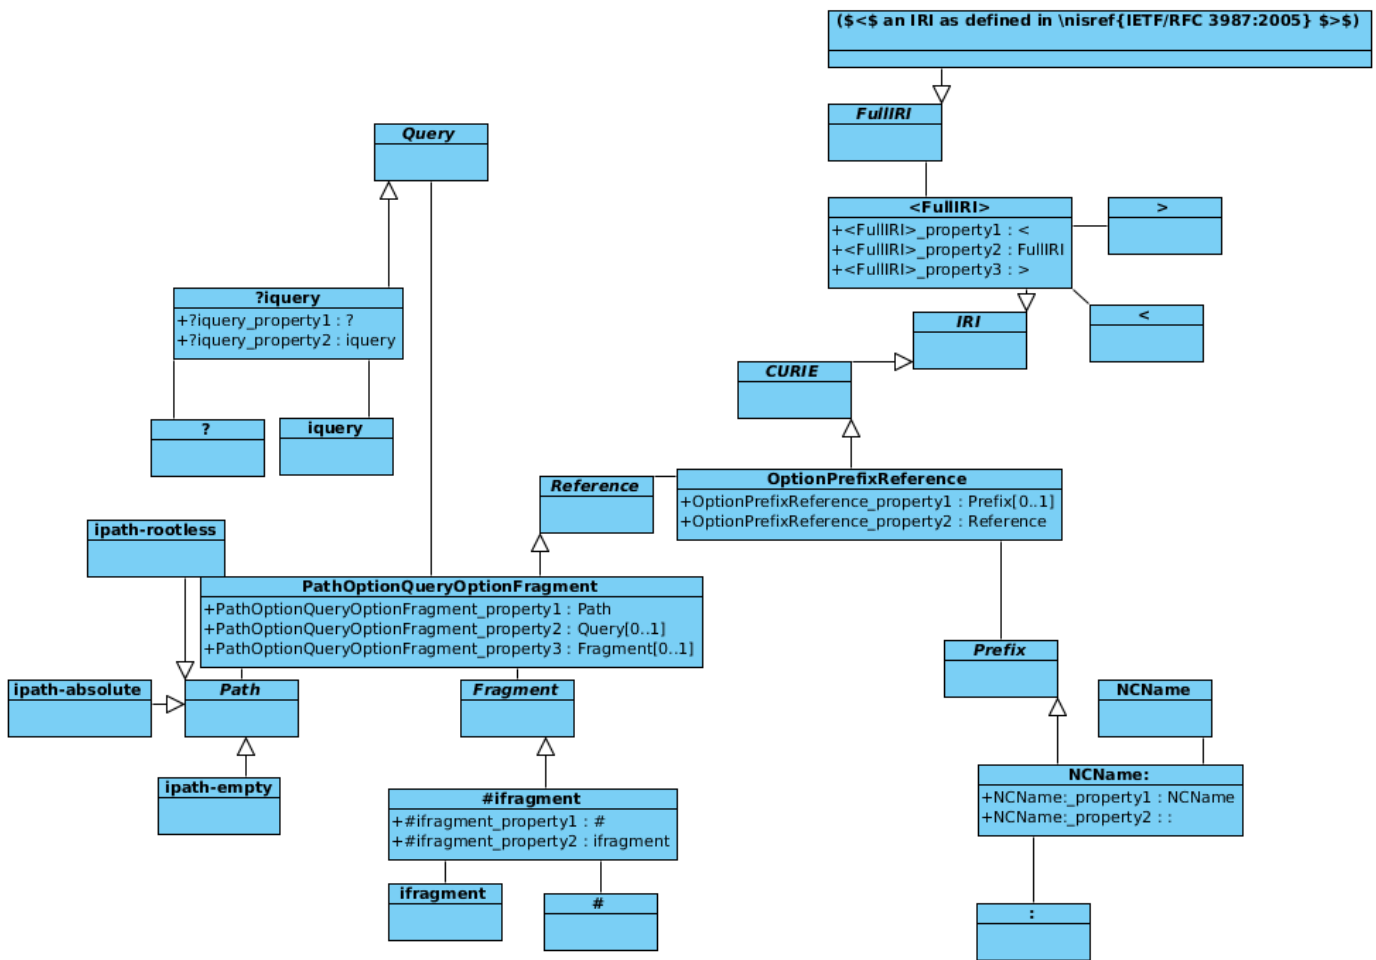 ($<$ an IRI as defined in \nisref{IETF/RFC 3987:2005} $>$)
FullIRI
Query
<FullIRI>
+<FullIRI>_property1 : <
+<FullIRI>_property2 : FullIRI
+<FullIRI>_property3 : >
>
?iquery
+?iquery_property1 : ?
+?iquery_property2 : iquery
<
IRI
CURIE
?
iquery
OptionPrefixReference
+OptionPrefixReference_property1 : Prefix[0..1]
+OptionPrefixReference_property2 : Reference
Reference
ipath-rootless
PathOptionQueryOptionFragment
+PathOptionQueryOptionFragment_property1 : Path
+PathOptionQueryOptionFragment_property2 : Query[0..1]
+PathOptionQueryOptionFragment_property3 : Fragment[0..1]
Prefix
ipath-absolute
Path
Fragment
NCName
NCName:
+NCName:_property1 : NCName
+NCName:_property2 : :
ipath-empty
#ifragment
+#ifragment_property1 : #
+#ifragment_property2 : ifragment
ifragment
#
: